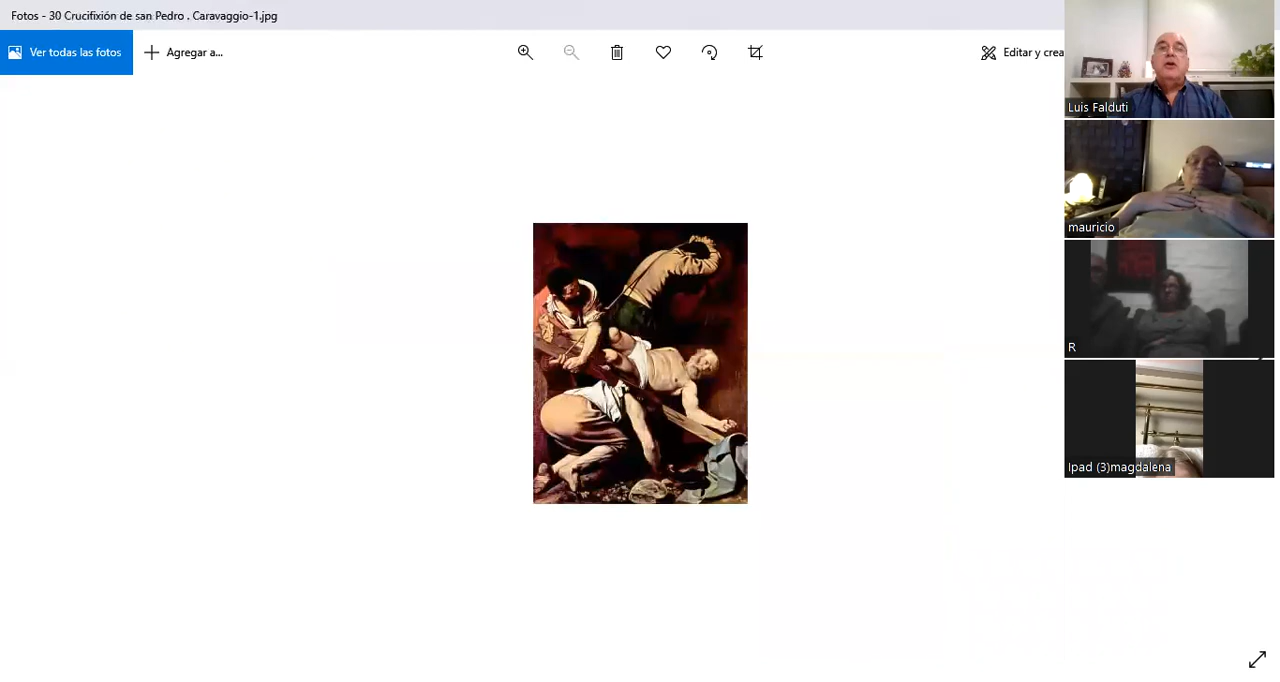 Fotos - 30 Crucifixión de san Pedro . Caravaggio-1.jpg
Ver todas las fotos
Agregar a...
Editar y crea
Luis Falduti
mauricio
R
Ipad (3)magdalena